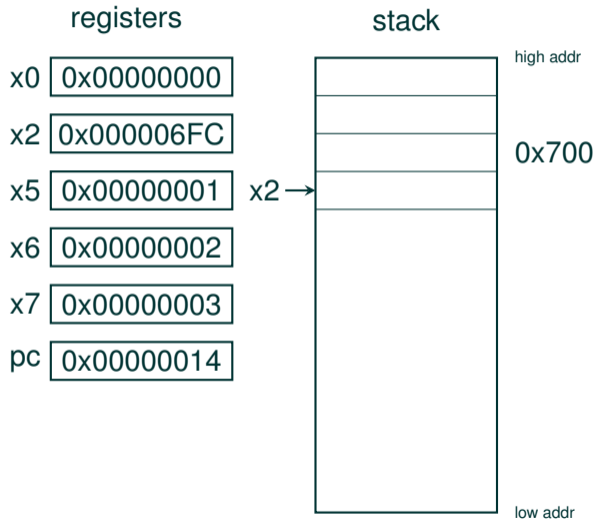 registers
x0 0x00000000
x2 0x000006FC
x5 0x00000001
x6 0x00000002
x7 0x00000003
pc 0x00000014
stack
high addr
0x700
x2
low addr